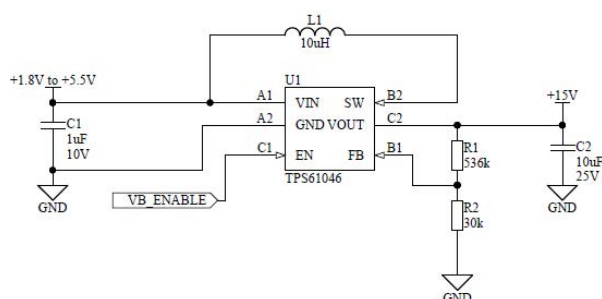 L1
10uH
+1.8V to +5.5V
U1
+15V
A1 VIN SW B2
A2 GND VOUT C2
C1
1uF
10V
C1 EN FB B1
TPS61046
R1
536k
C2
10uF
25V
GND
VB_ENABLE
R2
30k
GND
GND
GND